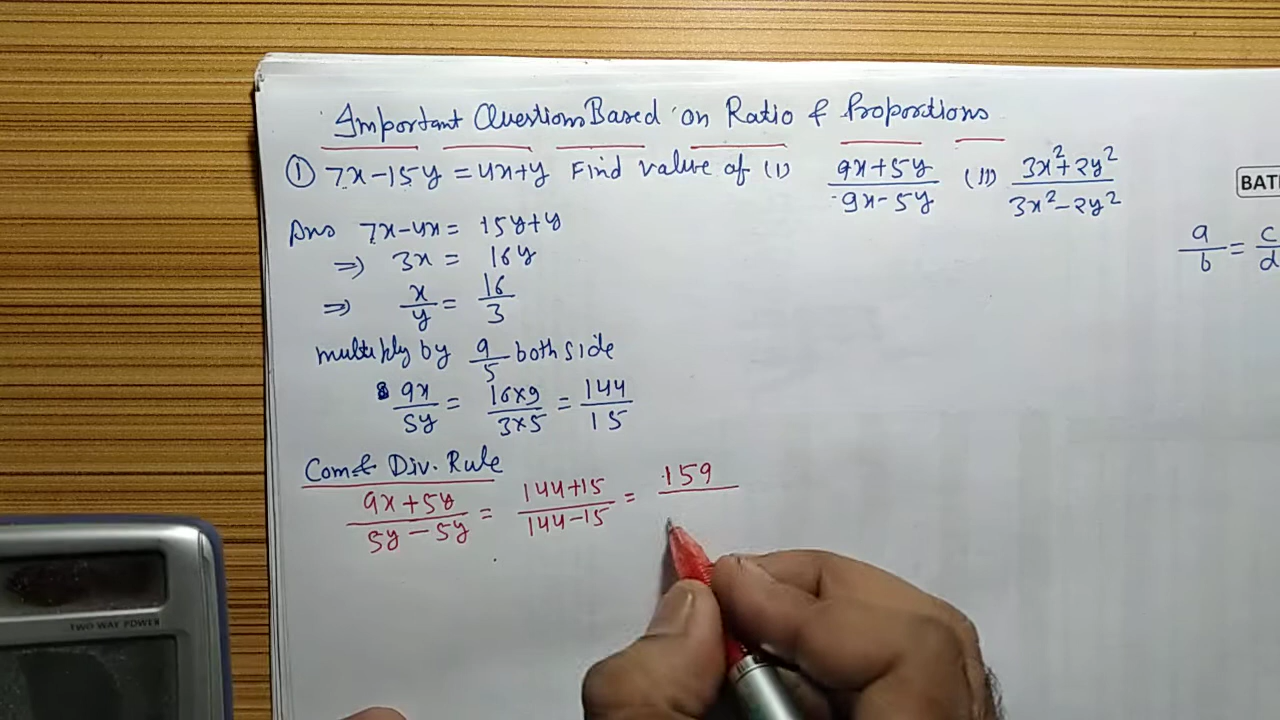 Important Questions Based on Ratio & Proportions
① 7x-15y = 4x+y Find value of (I) 9x+5y/9x-5y (II) 3x²+2y²/3x²-2y²
Ans 7x-4x = 15y+y
⇒ 3x = 16y
⇒ x/y = 16/3
multiply by 9/5 both side
9x/5y = 16×9/3×5 = 144/15
Com & Div. Rule
9x+5y/5y-5y = 144+15/144-15 = 159
a/b = c/d
BATE
TWO WAY POWER